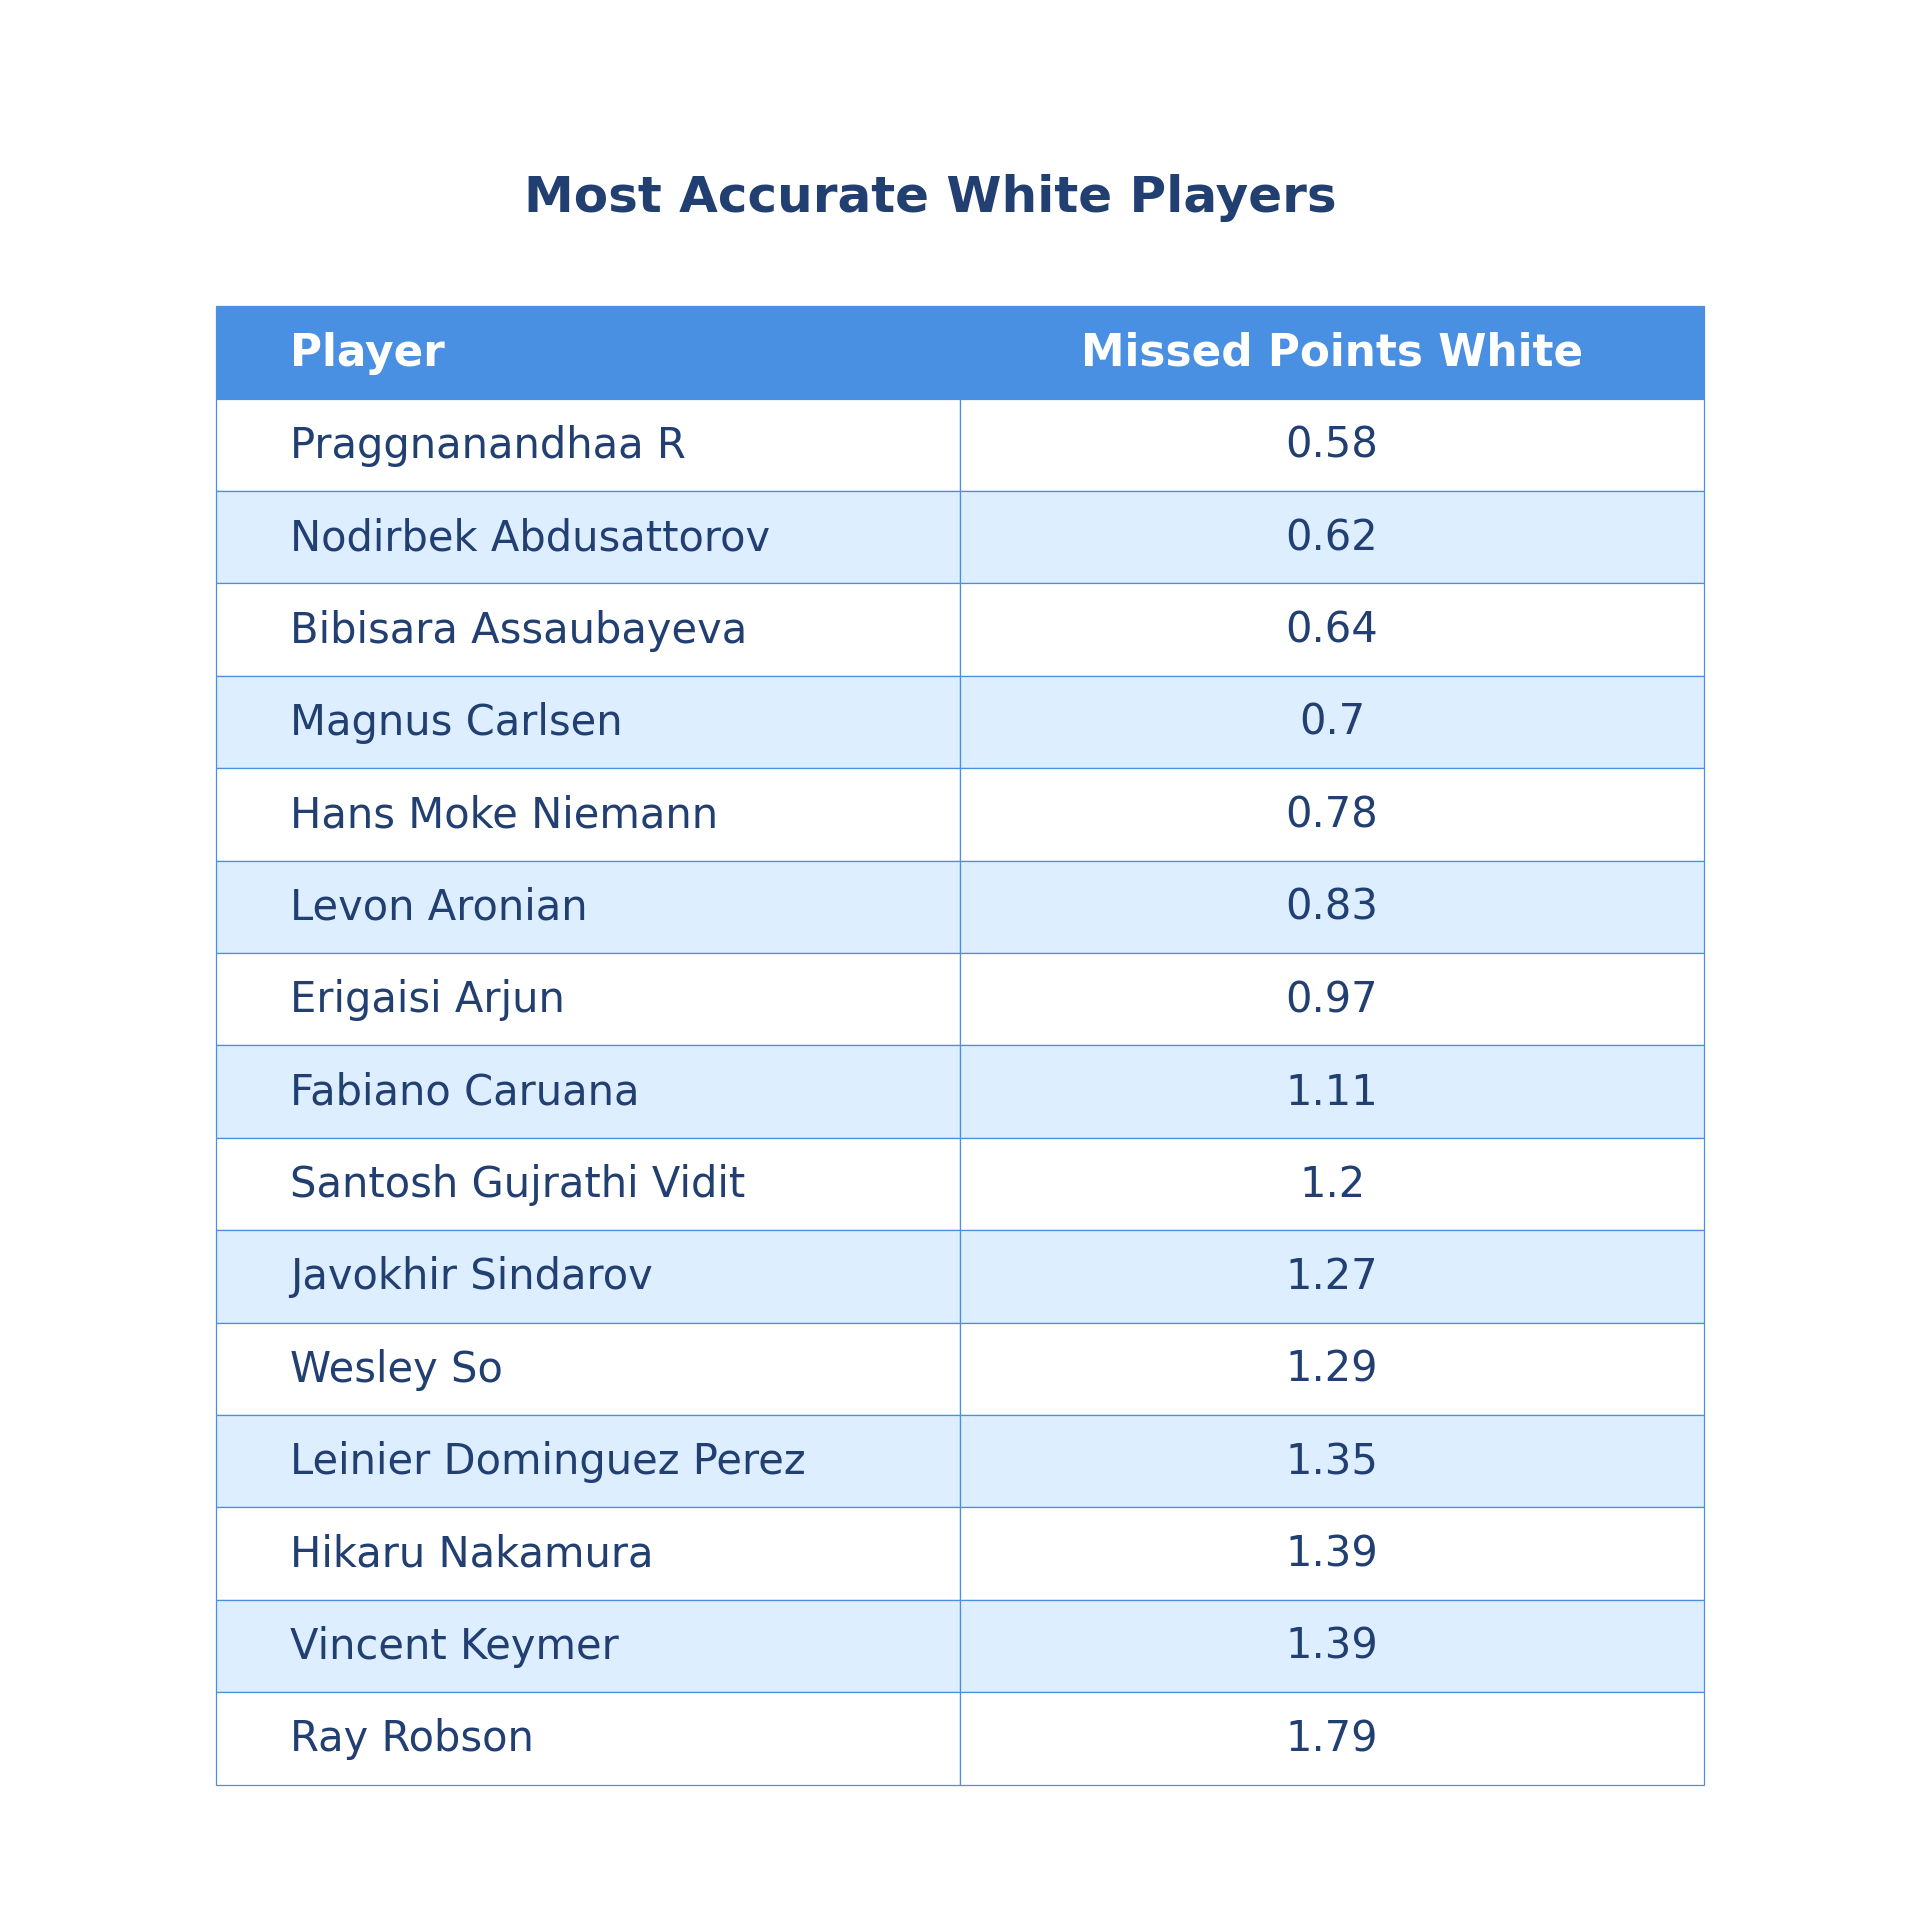 Most Accurate White Players
Player Missed Points White
Praggnanandhaa R 0.58
Nodirbek Abdusattorov 0.62
Bibisara Assaubayeva 0.64
Magnus Carlsen 0.7
Hans Moke Niemann 0.78
Levon Aronian 0.83
Erigaisi Arjun 0.97
Fabiano Caruana 1.11
Santosh Gujrathi Vidit 1.2
Javokhir Sindarov 1.27
Wesley So 1.29
Leinier Dominguez Perez 1.35
Hikaru Nakamura 1.39
Vincent Keymer 1.39
Ray Robson 1.79